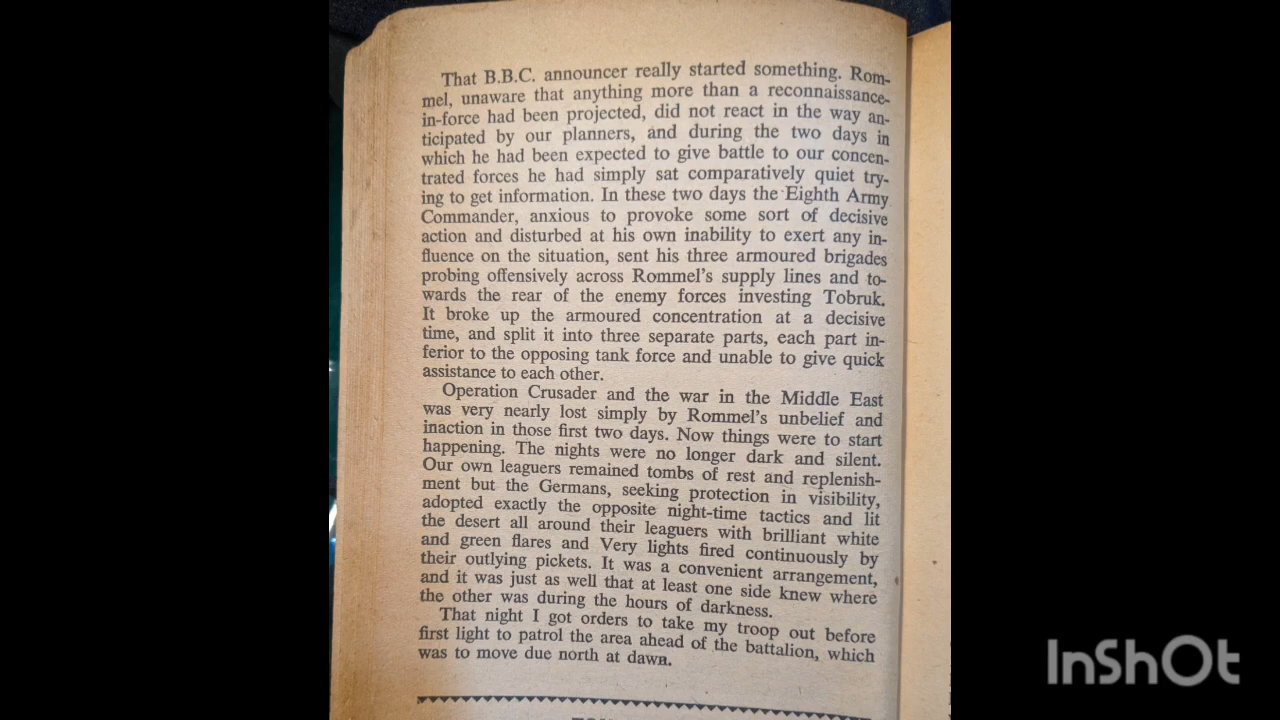 That B.B.C. announcer really started something. Rom-
mel, unaware that anything more than a reconnaissance-
in-force had been projected, did not react in the way an-
ticipated by our planners, and during the two days in
which he had been expected to give battle to our concen-
trated forces he had simply sat comparatively quiet try-
ing to get information. In these two days the Eighth Army
Commander, anxious to provoke some sort of decisive
action and disturbed at his own inability to exert any in-
fluence on the situation, sent his three armoured brigades
probing offensively across Rommel's supply lines and to-
wards the rear of the enemy forces investing Tobruk.
It broke up the armoured concentration at a decisive
time, and split it into three separate parts, each part in-
ferior to the opposing tank force and unable to give quick
assistance to each other.
Operation Crusader and the war in the Middle East
was very nearly lost simply by Rommel's unbelief and
inaction in those first two days. Now things were to start
happening. The nights were no longer dark and silent.
Our own leaguers remained tombs of rest and replenish-
ment but the Germans, seeking protection in visibility,
adopted exactly the opposite night-time tactics and lit
the desert all around their leaguers with brilliant white
and green flares and Very lights fired continuously by
their outlying pickets. It was a convenient arrangement,
and it was just as well that at least one side knew where
the other was during the hours of darkness.
That night I got orders to take my troop out before
first light to patrol the area ahead of the battalion, which
was to move due north at dawn.
InShOt